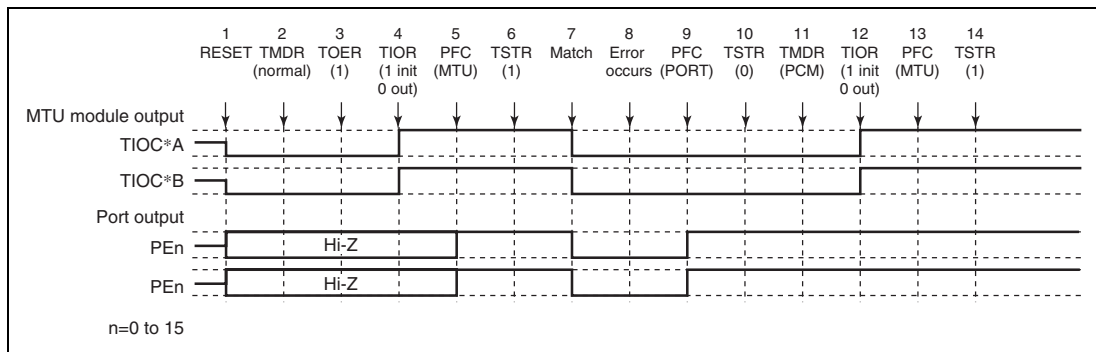 1 2 3 4 5 6 7 8 9 10 11 12 13 14
RESET TMDR TOER TIOR PFC TSTR Match Error PFC TSTR TMDR TIOR PFC TSTR
(normal) (1) (1 init (MTU) (1) occurs (PORT) (0) (PCM) (1 init (MTU) (1)
0 out) 0 out)
MTU module output
TIOC*A
TIOC*B
Port output
PEn Hi-Z
PEn Hi-Z
n=0 to 15